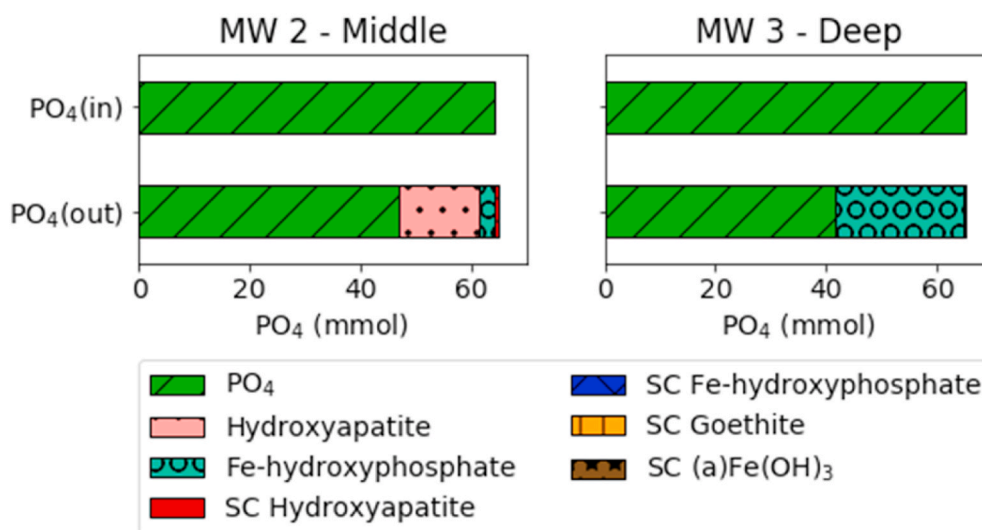 MW 2 - Middle
MW 3 - Deep
PO₄(in)
PO₄(out)
0 20 40 60
0 20 40 60
PO₄ (mmol)
PO₄ (mmol)
PO₄
Hydroxyapatite
Fe-hydroxyphosphate
SC Hydroxyapatite
SC Fe-hydroxyphosphate
SC Goethite
SC (a)Fe(OH)₃